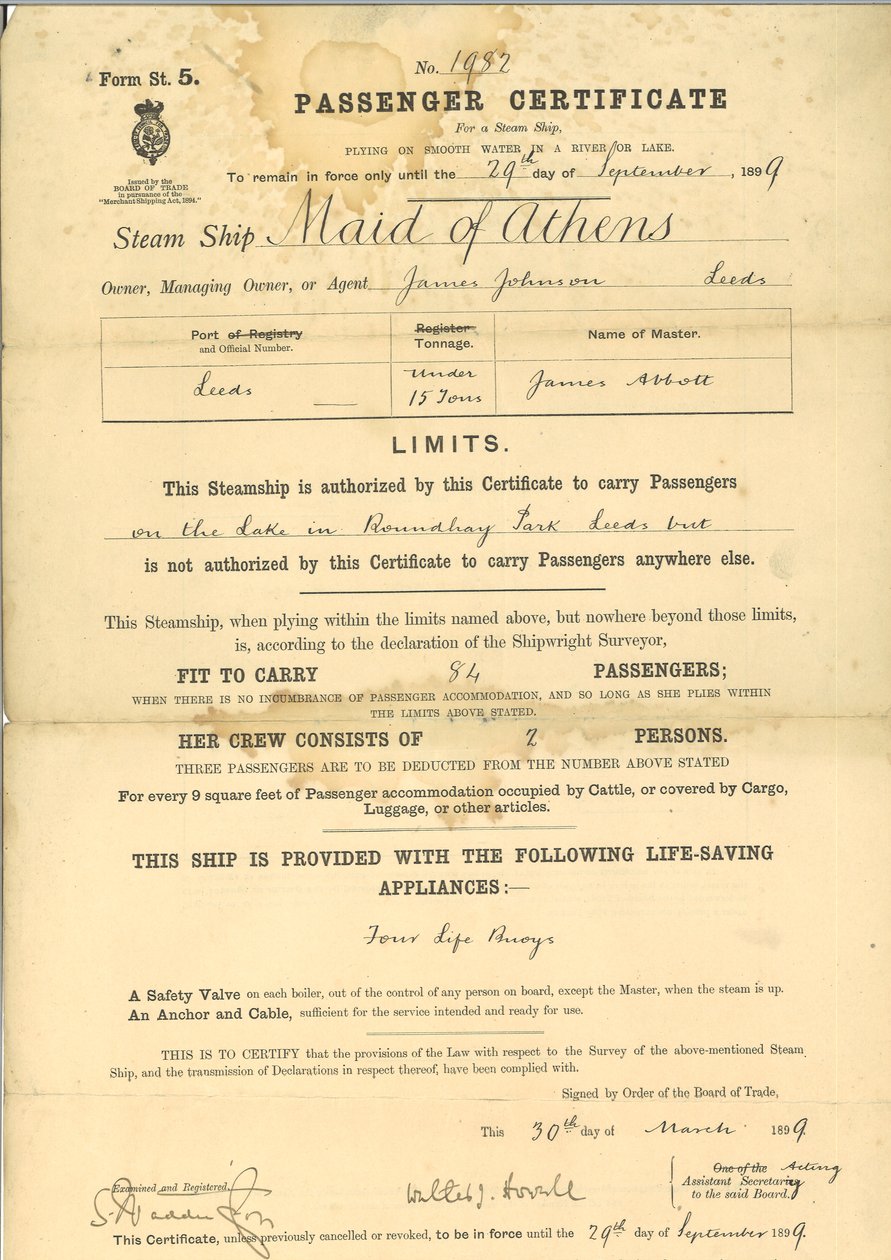 Form St. 5.
No. 1982
PASSENGER CERTIFICATE
For a Steam Ship,
PLYING ON SMOOTH WATER IN A RIVER OR LAKE.
Issued by the
BOARD OF TRADE
in pursuance of the
"Merchant Shipping Act, 1894."
To remain in force only until the 29th day of September, 1899
Steam Ship Maid of Athens
Owner, Managing Owner, or Agent James Johnson Leeds
Port of Registry
and Official Number.
Register
Tonnage.
Name of Master.
Leeds
under
15 Tons
James Abbott
LIMITS.
This Steamship is authorized by this Certificate to carry Passengers
on the Lake in Roundhay Park Leeds but
is not authorized by this Certificate to carry Passengers anywhere else.
This Steamship, when plying within the limits named above, but nowhere beyond those limits,
is, according to the declaration of the Shipwright Surveyor,
FIT TO CARRY 84 PASSENGERS;
WHEN THERE IS NO INCUMBRANCE OF PASSENGER ACCOMMODATION, AND SO LONG AS SHE PLIES WITHIN
THE LIMITS ABOVE STATED.
HER CREW CONSISTS OF 2 PERSONS.
THREE PASSENGERS ARE TO BE DEDUCTED FROM THE NUMBER ABOVE STATED
For every 9 square feet of Passenger accommodation occupied by Cattle, or covered by Cargo,
Luggage, or other articles.
THIS SHIP IS PROVIDED WITH THE FOLLOWING LIFE-SAVING
APPLIANCES:—
Four Life Buoys
A Safety Valve on each boiler, out of the control of any person on board, except the Master, when the steam is up.
An Anchor and Cable, sufficient for the service intended and ready for use.
THIS IS TO CERTIFY that the provisions of the Law with respect to the Survey of the above-mentioned Steam
Ship, and the transmission of Declarations in respect thereof, have been complied with.
Signed by Order of the Board of Trade,
This 30th day of March 1899.
Examined and Registered.
Walter J. Howell
One of the Acting
Assistant Secretary
to the said Board.
This Certificate, unless previously cancelled or revoked, to be in force until the 29th day of September 1899.